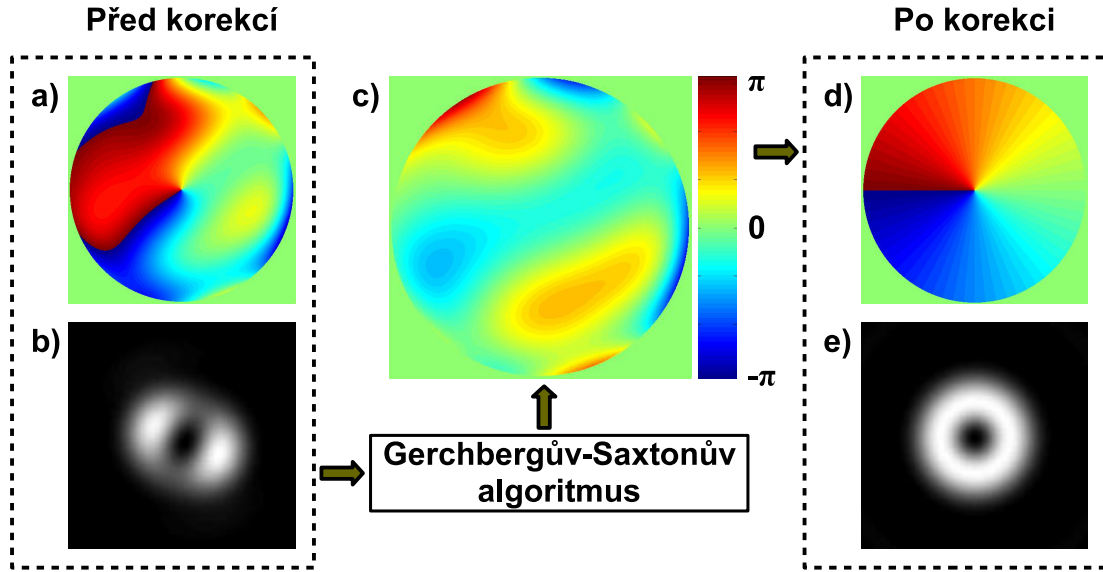 Před korekcí
Po korekci
a)
c)
π
0
-π
d)
b)
e)
Gerchbergův-Saxtonův
algoritmus